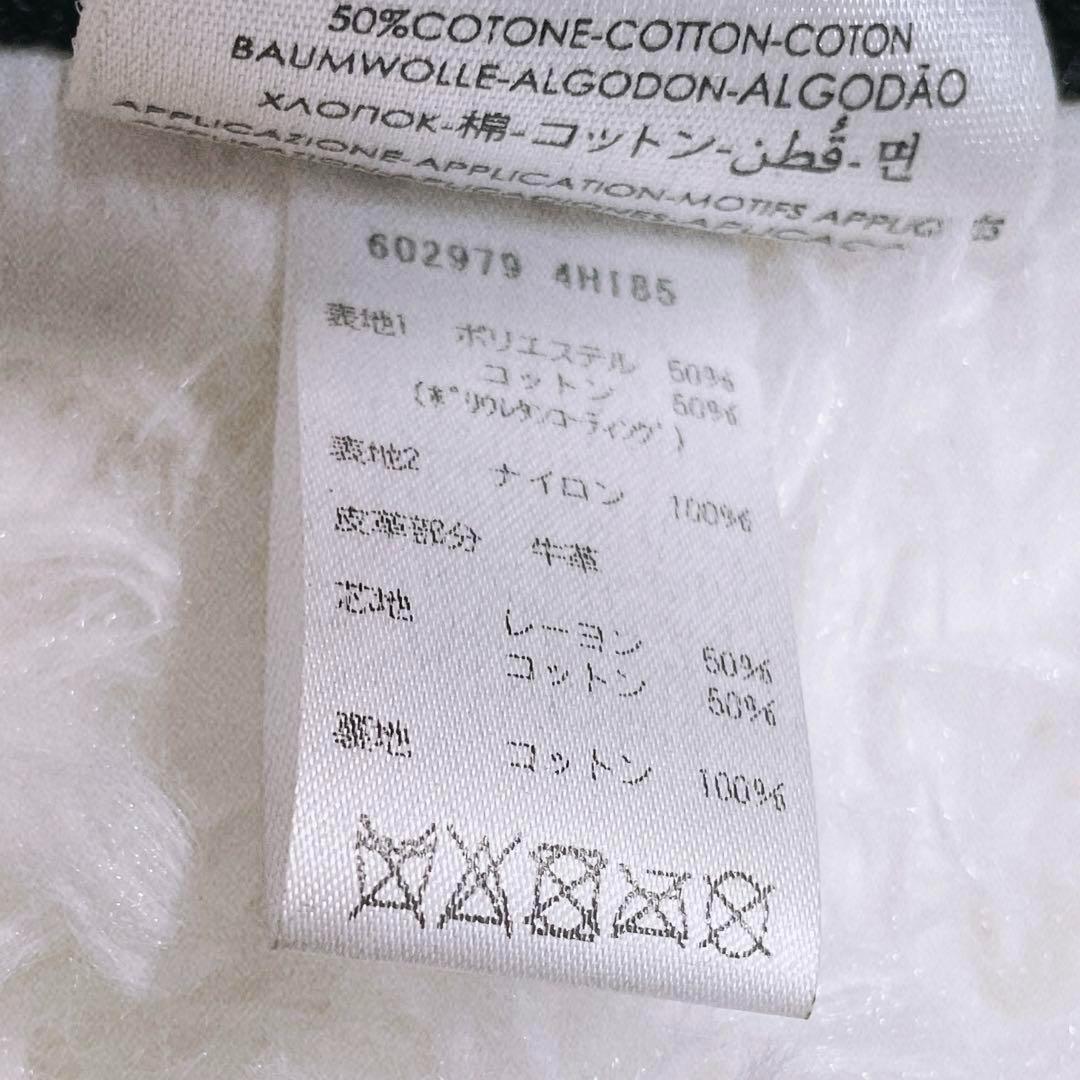 50%COTONE-COTTON-COTON
BAUMWOLLE-ALGODON-ALGODÃO
ΧΛΟΠΟΚ-棉-コットン-قُطن-면
APPLICAZIONE-APPLICATION-MOTIFS APPLIQ
602979 4HI85
表地1 ポリエステル 50%
コットン 50%
(ポリウレタンコーティング)
表地2 ナイロン 100%
皮革部分 牛革
芯地 レーヨン 50%
コットン 50%
裏地 コットン 100%